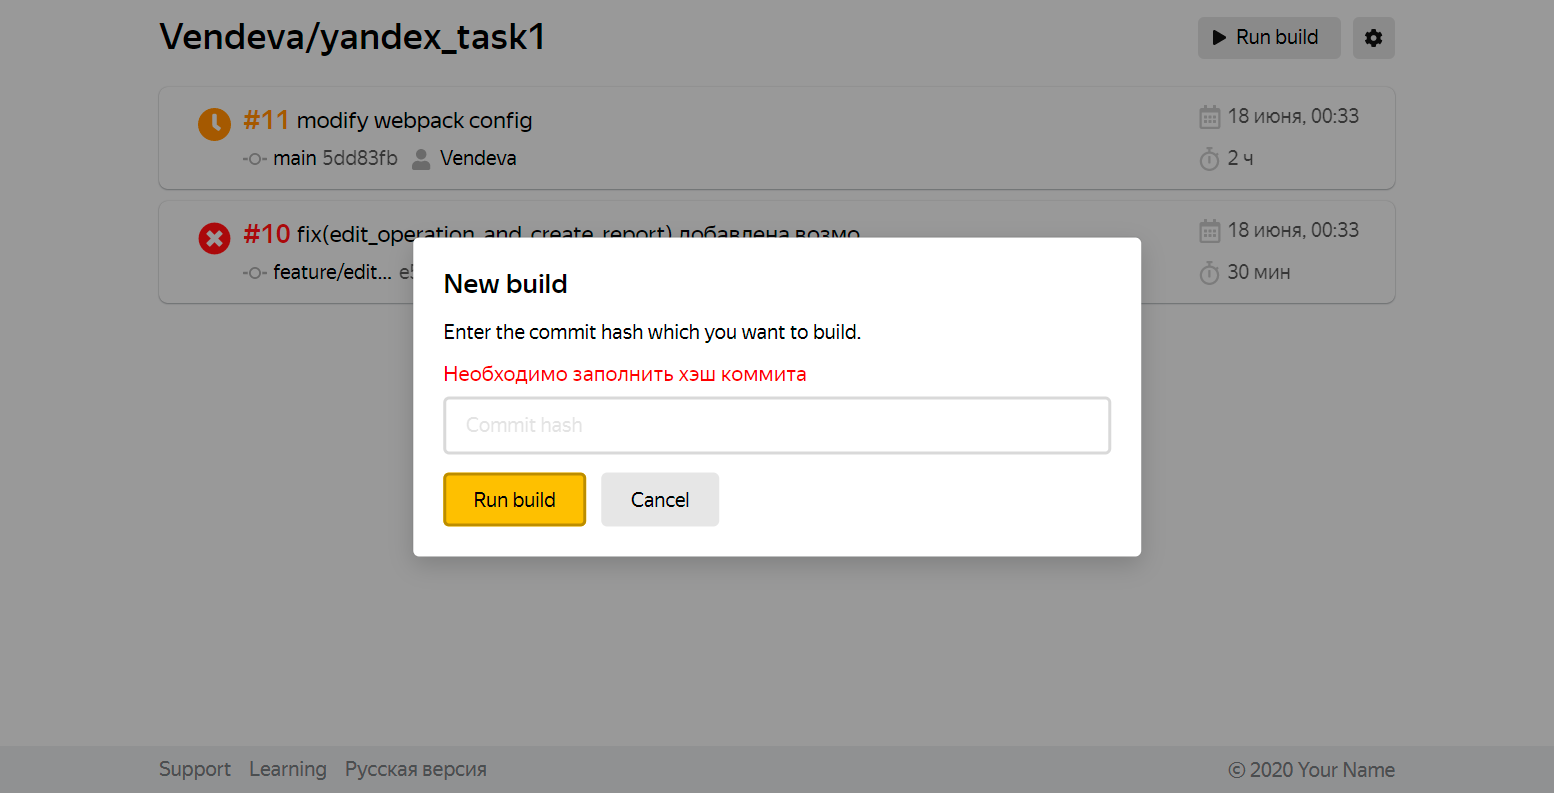 Vendeva/yandex_task1
Run build
#11 modify webpack config
18 июня, 00:33
main 5dd83fb Vendeva
2 ч
#10 fix(edit_operation_and_create_report) добавлена возмо
18 июня, 00:33
feature/edit... e5
30 мин
New build
Enter the commit hash which you want to build.
Необходимо заполнить хэш коммита
Commit hash
Run build
Cancel
Support Learning Русская версия
© 2020 Your Name